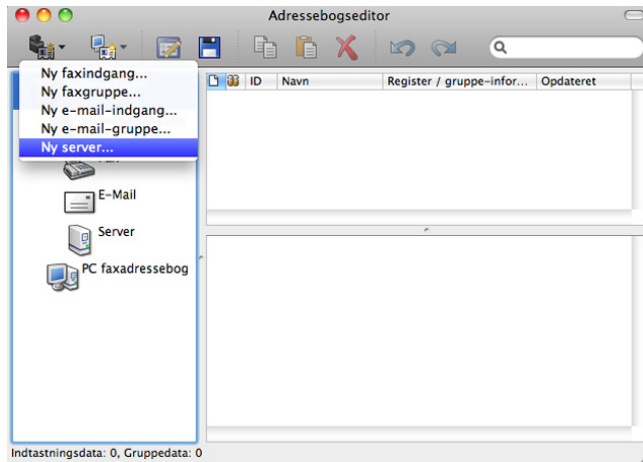 Adressebogseditor
Ny faxindgang...
Ny faxgruppe...
Ny e-mail-indgang...
Ny e-mail-gruppe...
Ny server...
ID Navn Register / gruppe-infor... Opdateret
E-Mail
Server
PC faxadressebog
Indtastningsdata: 0, Gruppedata: 0